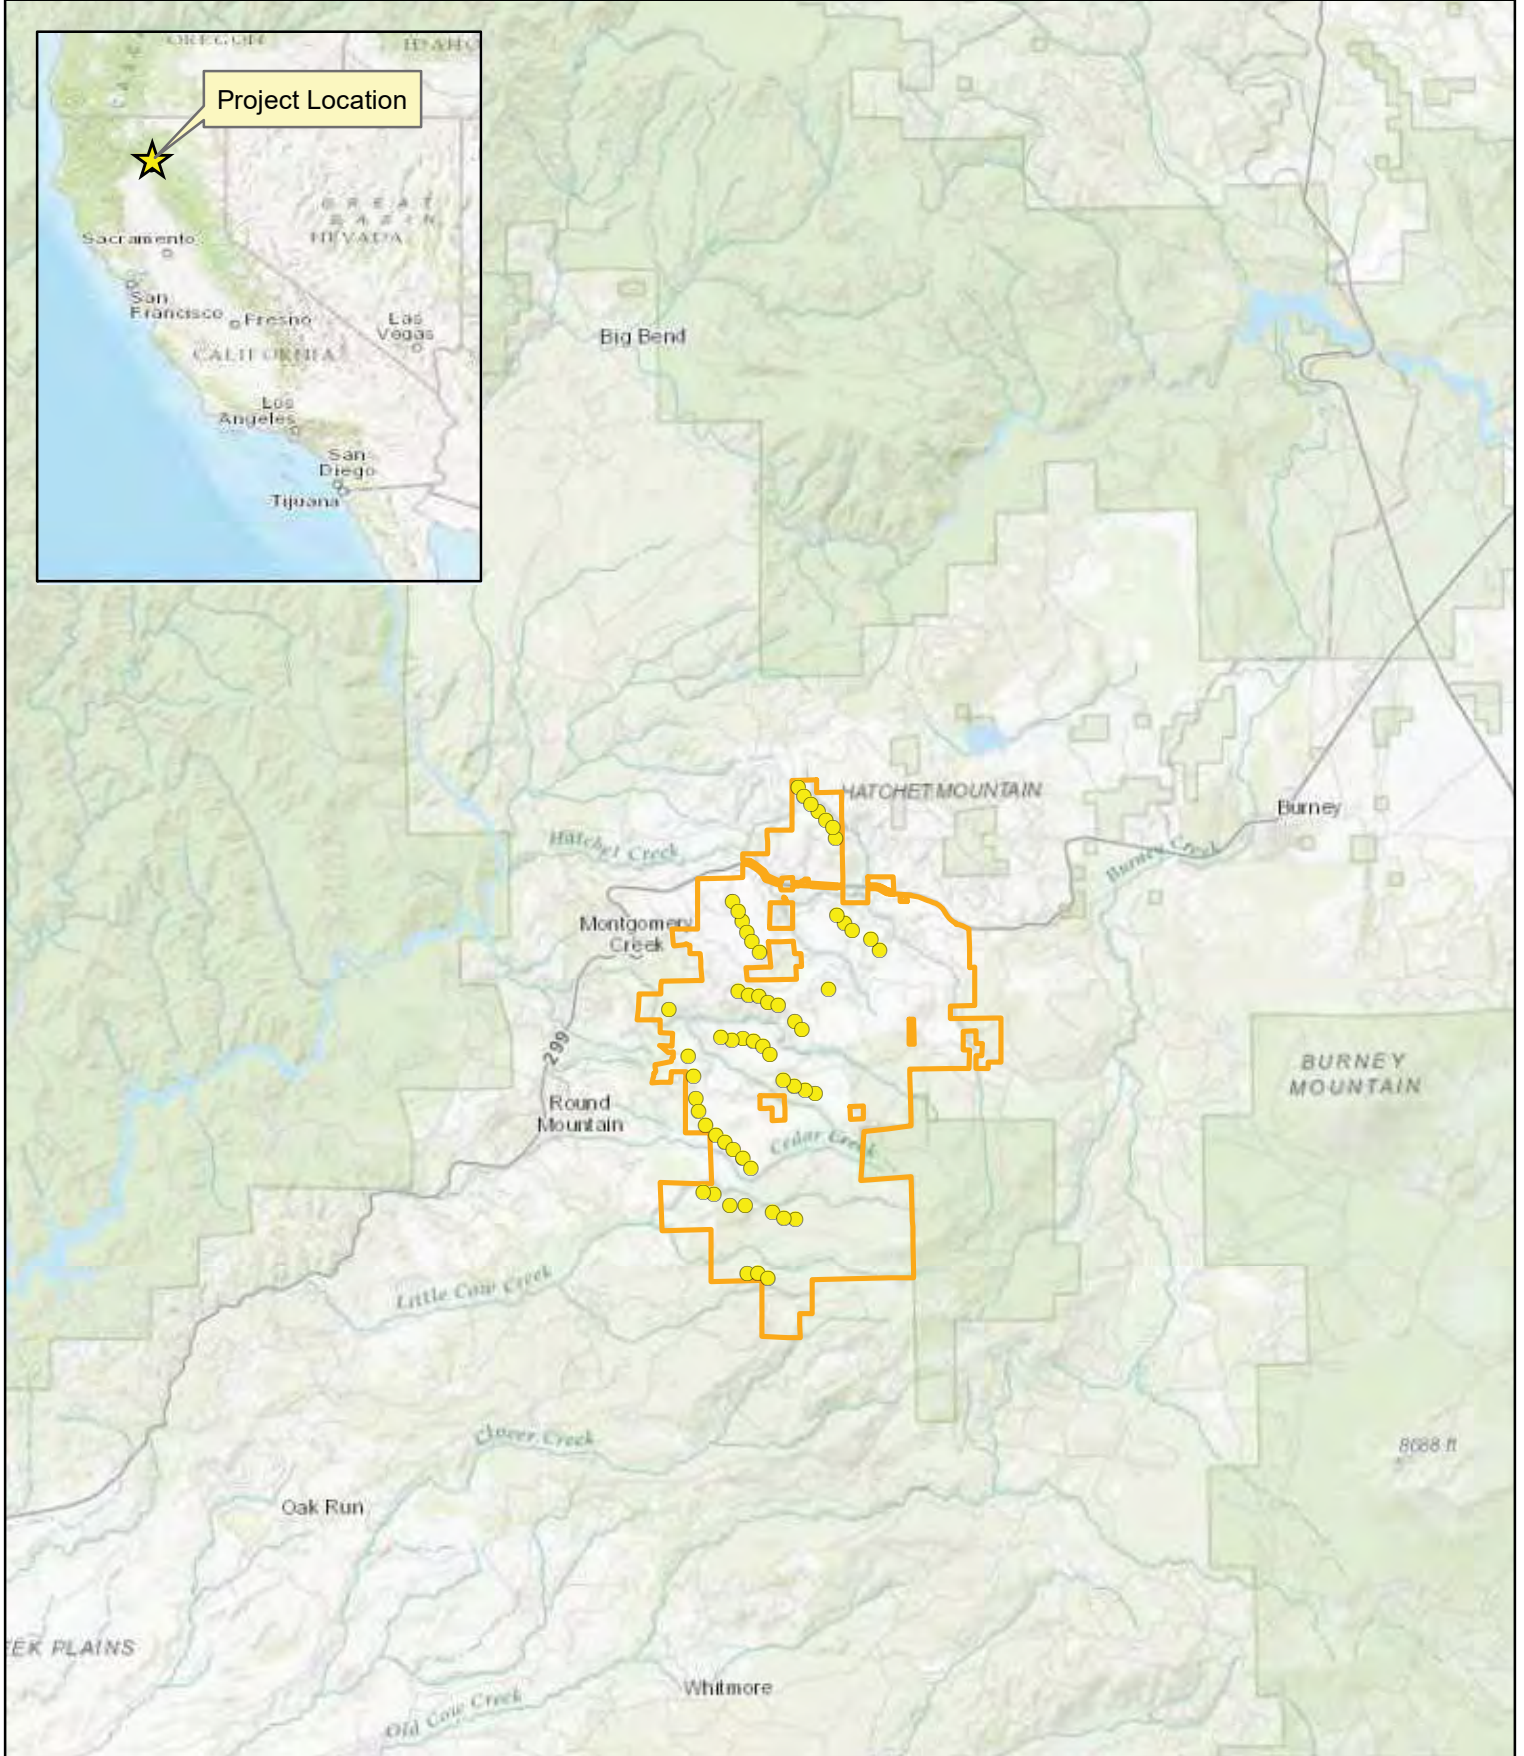 OREGON
IDAHO
Project Location
GREAT
BASIN
NEVADA
Sacramento
San
Francisco
Fresno
Las
Vegas
CALIFORNIA
Los
Angeles
San
Diego
Tijuana
Big Bend
HATCHET MOUNTAIN
Burney
Hatchet Creek
Burney Creek
Montgomery
Creek
299
BURNEY
MOUNTAIN
Round
Mountain
Cedar Creek
Little Cow Creek
Clover Creek
8688 ft
Oak Run
EEK PLAINS
Whitmore
Old Cow Creek